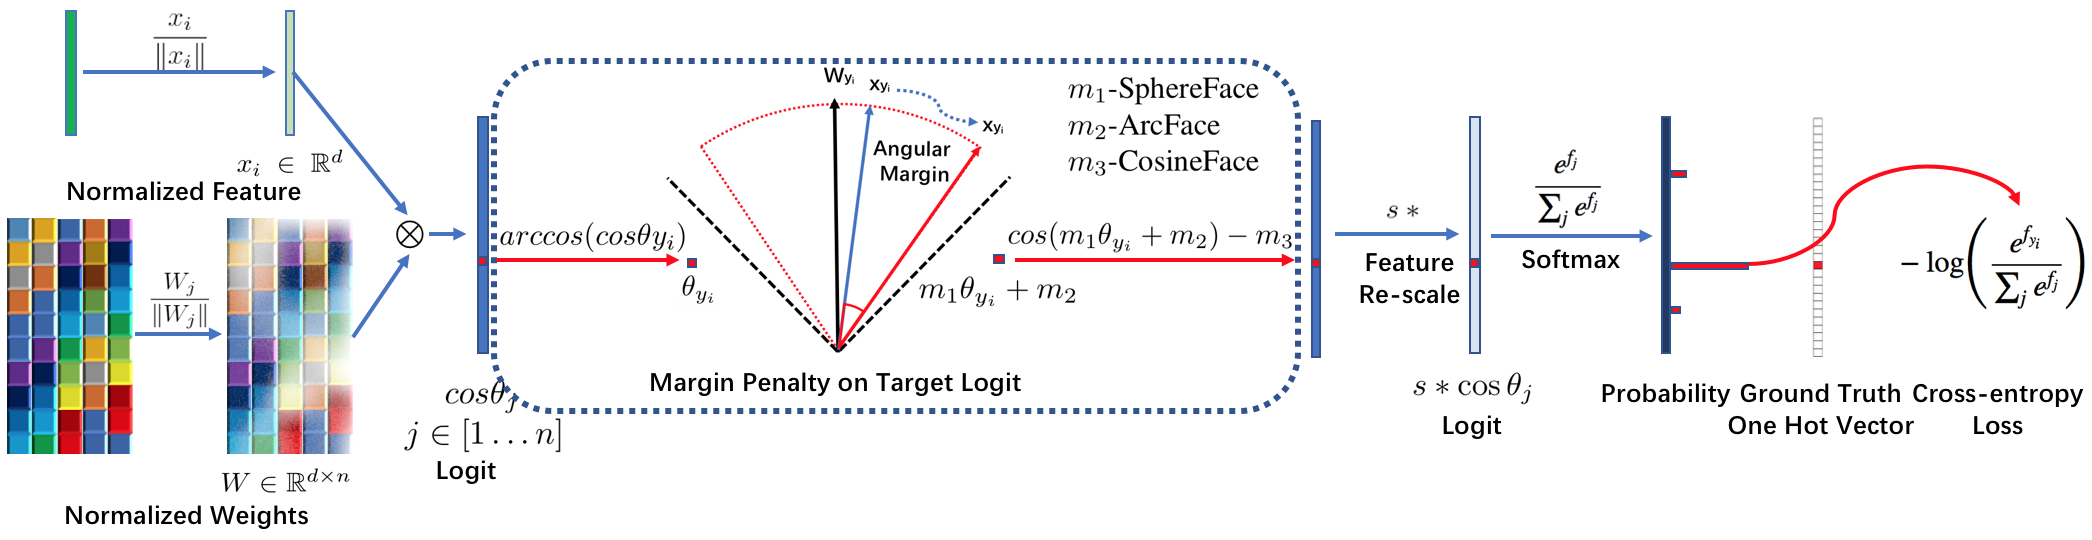 x_i
‖x_i‖
x_i ∈ ℝ^d
Normalized Feature
W_j
‖W_j‖
W ∈ ℝ^{d×n}
Normalized Weights
⊗
cosθ_j
j ∈ [1…n]
Logit
arccos(cosθy_i)
θ_{y_i}
W_{y_i}
x_{y_i}
x_{y_i}
Angular
Margin
m_1θ_{y_i} + m_2
Margin Penalty on Target Logit
m_1-SphereFace
m_2-ArcFace
m_3-CosineFace
cos(m_1θ_{y_i} + m_2) − m_3
s∗
Feature
Re-scale
s ∗ cos θ_j
Logit
e^{f_j}
∑_j e^{f_j}
Softmax
Probability
Ground Truth
One Hot Vector
− log( e^{f_{y_i}}
∑_j e^{f_j} )
Cross-entropy
Loss